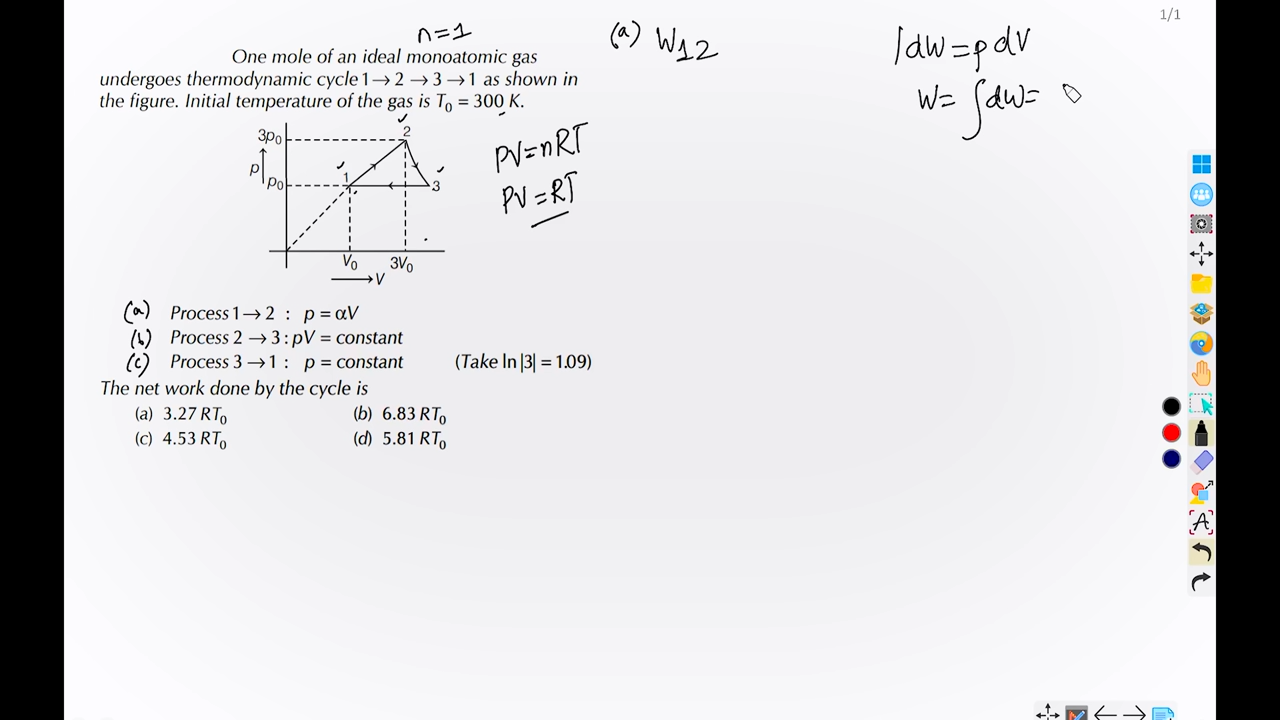 1/1
n=1
One mole of an ideal monoatomic gas
undergoes thermodynamic cycle 1→2 →3 →1 as shown in
the figure. Initial temperature of the gas is T₀ = 300 K.
3p₀
2
p
1
p₀
3
V₀
3V₀
V
PV=nRT
PV=RT
(a) W₁₂
dW=pdV
W= ∫dW=
(a) Process 1→2 : p = αV
(b) Process 2 →3 : pV = constant
(c) Process 3 →1 : p = constant (Take ln |3| = 1.09)
The net work done by the cycle is
(a) 3.27 RT₀ (b) 6.83 RT₀
(c) 4.53 RT₀ (d) 5.81 RT₀
A